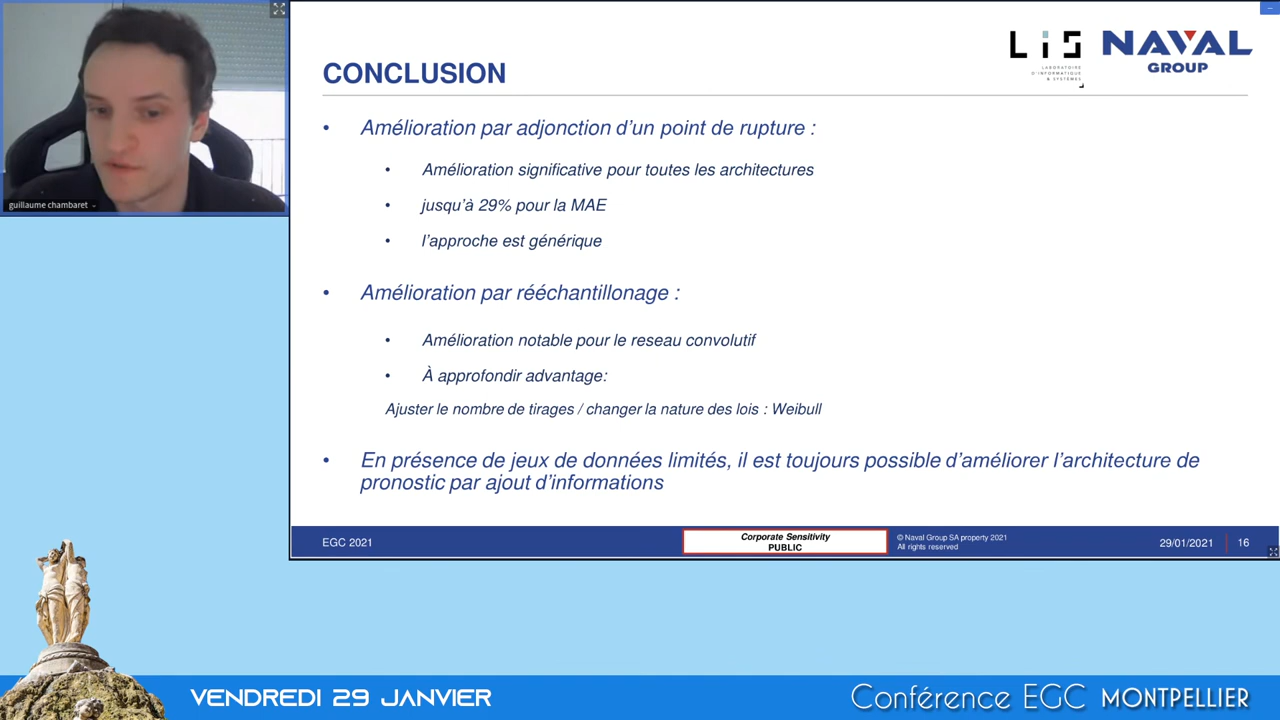 guillaume chambaret
LIS
LABORATOIRE
D'INFORMATIQUE
& SYSTÈMES
NAVAL
GROUP
CONCLUSION
• Amélioration par adjonction d'un point de rupture :
• Amélioration significative pour toutes les architectures
• jusqu'à 29% pour la MAE
• l'approche est générique
• Amélioration par rééchantillonage :
• Amélioration notable pour le reseau convolutif
• À approfondir advantage:
Ajuster le nombre de tirages / changer la nature des lois : Weibull
• En présence de jeux de données limités, il est toujours possible d'améliorer l'architecture de
pronostic par ajout d'informations
EGC 2021
Corporate Sensitivity
PUBLIC
© Naval Group SA property 2021
All rights reserved
29/01/2021
16
VENDREDI 29 JANVIER
Conférence EGC MONTPELLIER